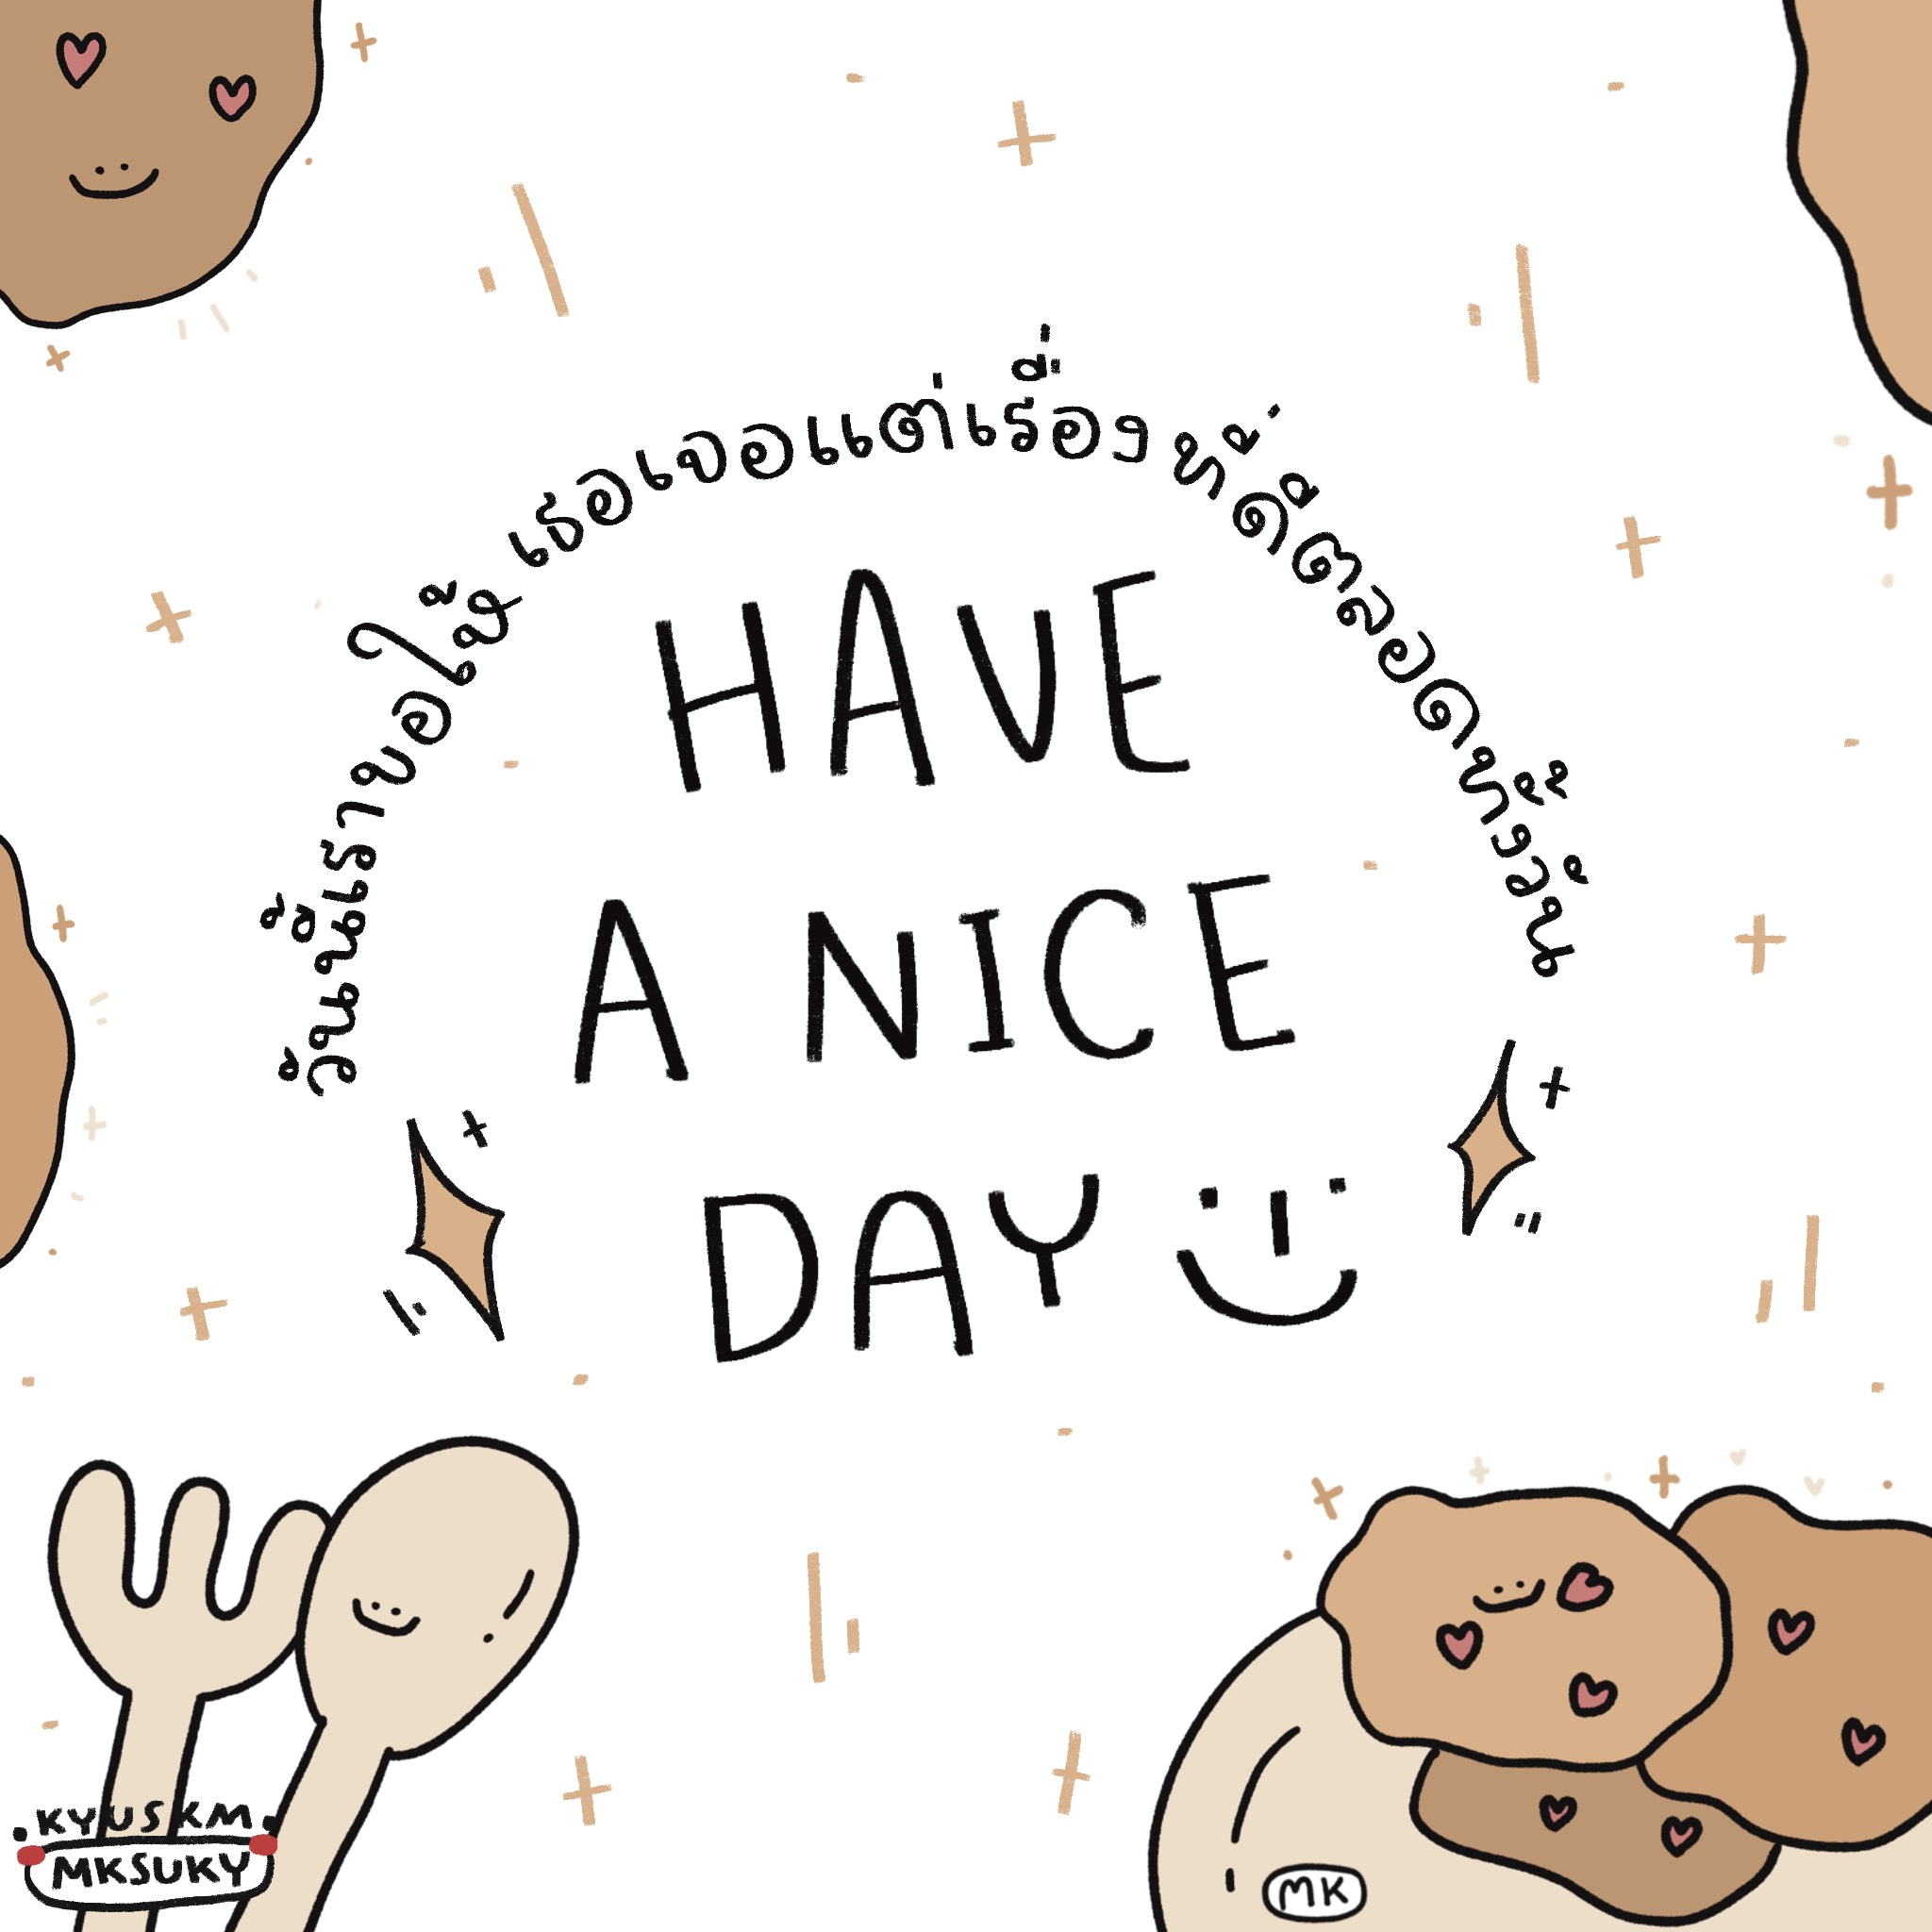 วันนี้เราขอให้ เธอเจอแต่เรื่อง ที่ดีตลอดทั้งวัน
HAVE
A NICE
DAY
KYUSKM
MKSUKY
MK